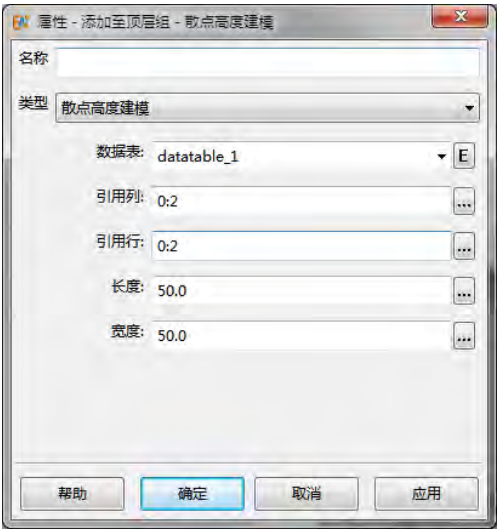 属性 - 添加至顶层组 - 散点高度建模
名称
类型 散点高度建模
数据表: datatable_1 E
引用列: 0:2 ...
引用行: 0:2 ...
长度: 50.0 ...
宽度: 50.0 ...
帮助 确定 取消 应用